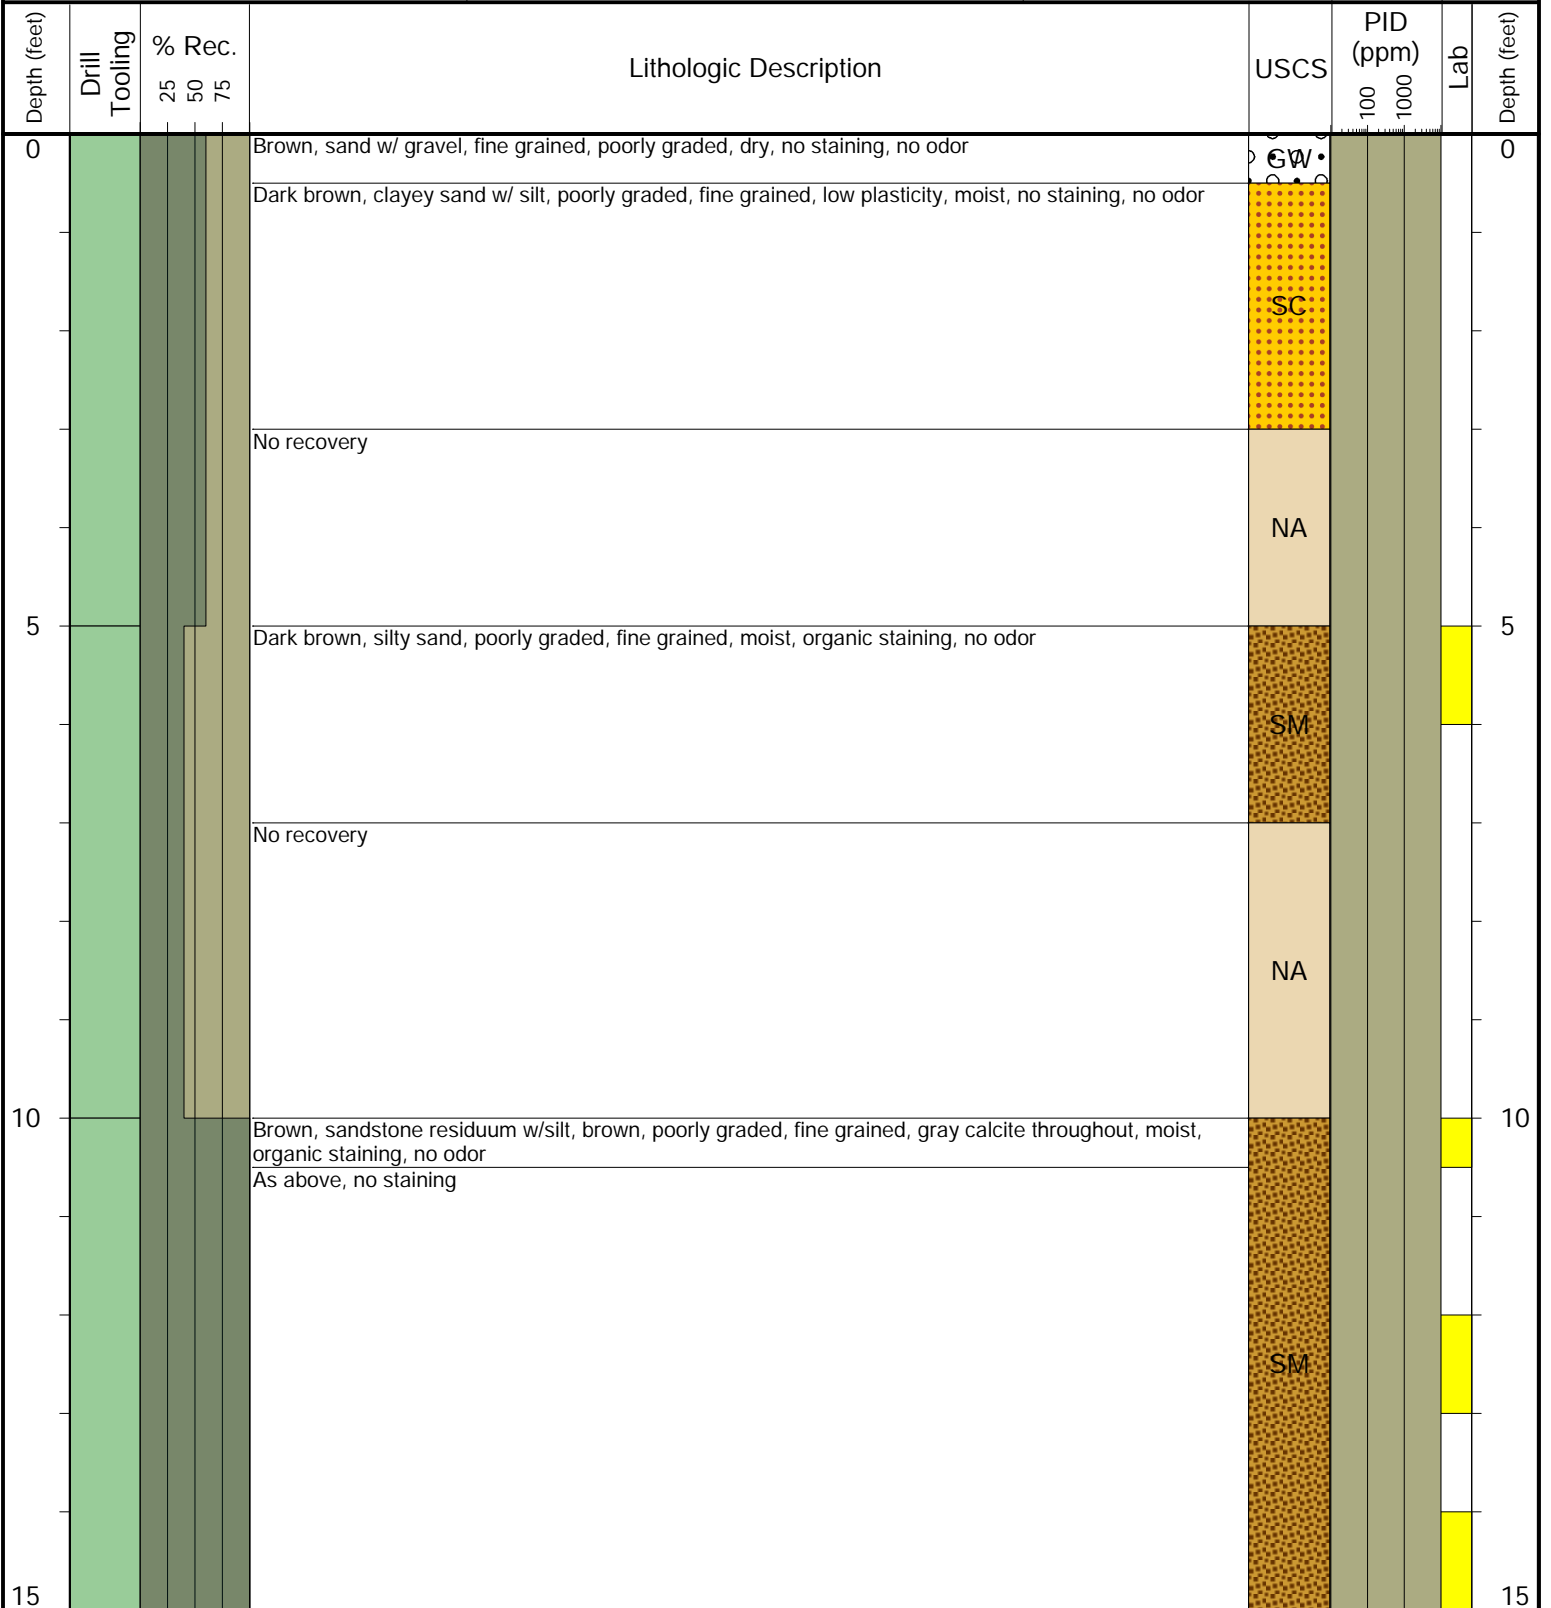 Depth (feet)
Drill
Tooling
% Rec.
25 50 75
Lithologic Description
USCS
PID
(ppm)
100 1000
Lab
Depth (feet)
0
Brown, sand w/ gravel, fine grained, poorly graded, dry, no staining, no odor
GW
0
Dark brown, clayey sand w/ silt, poorly graded, fine grained, low plasticity, moist, no staining, no odor
SC
No recovery
NA
5
Dark brown, silty sand, poorly graded, fine grained, moist, organic staining, no odor
5
SM
No recovery
NA
10
Brown, sandstone residuum w/silt, brown, poorly graded, fine grained, gray calcite throughout, moist,
organic staining, no odor
10
As above, no staining
SM
15
15